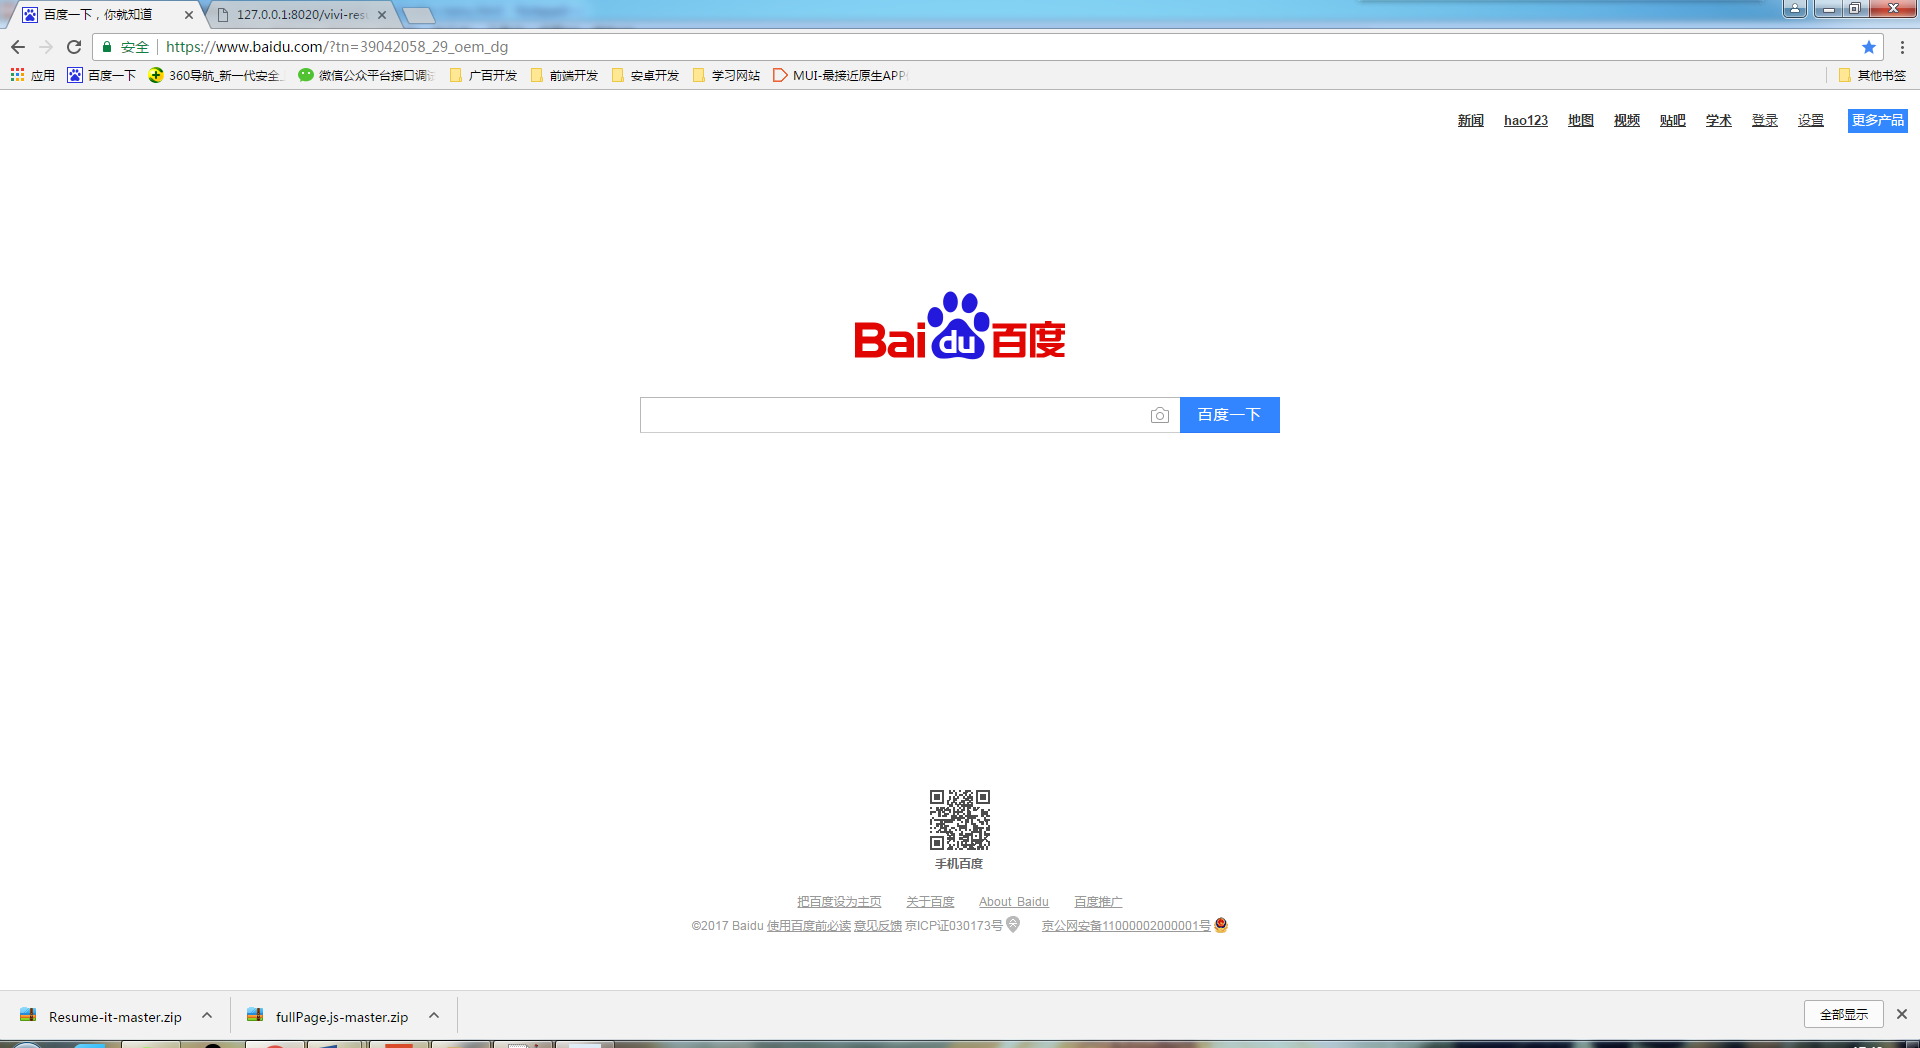 百度一下，你就知道
127.0.0.1:8020/vivi-res
安全 https://www.baidu.com/?tn=39042058_29_oem_dg
应用 百度一下 360导航_新一代安全 微信公众平台接口调试 广百开发 前端开发 安卓开发 学习网站 MUI-最接近原生APP 其他书签
新闻 hao123 地图 视频 贴吧 学术 登录 设置 更多产品
Bai du 百度
百度一下
手机百度
把百度设为主页 关于百度 About Baidu 百度推广
©2017 Baidu 使用百度前必读 意见反馈 京ICP证030173号 京公网安备11000002000001号
Resume-it-master.zip fullPage.js-master.zip 全部显示